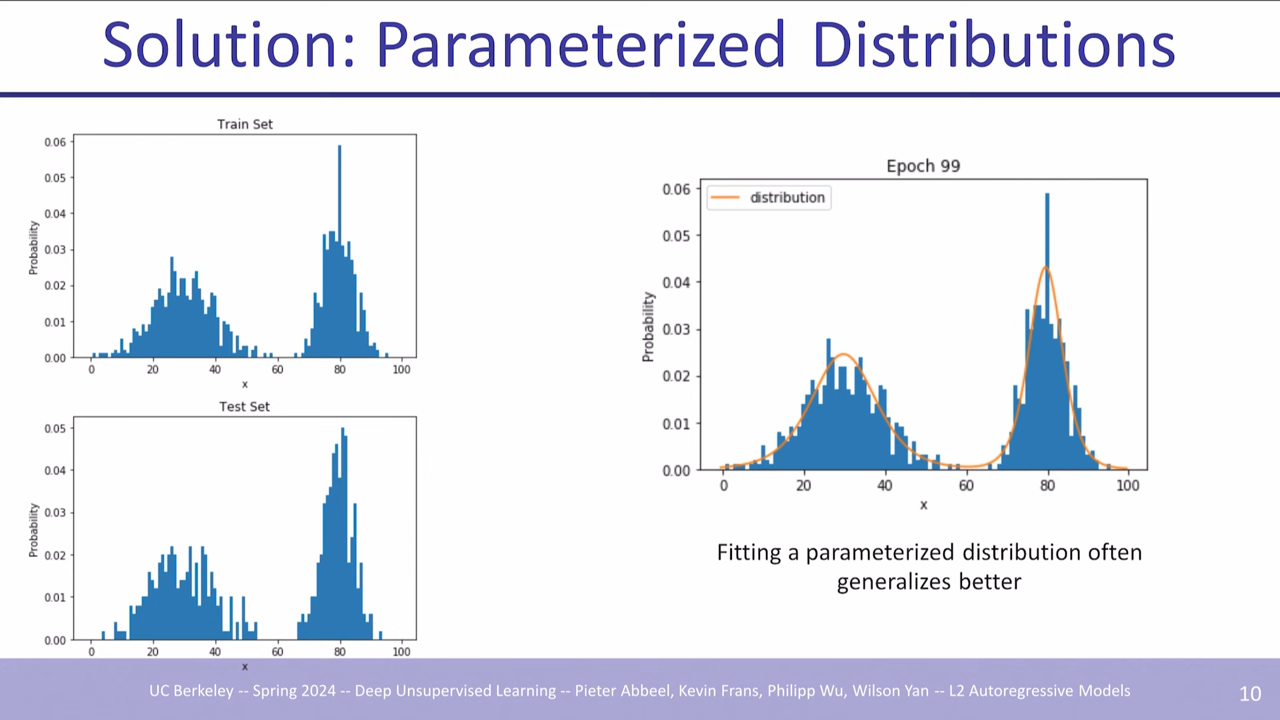 Solution: Parameterized Distributions
Train Set
0.06
0.05
0.04
0.03
0.02
0.01
0.00
Probability
0 20 40 60 80 100
x
Test Set
0.05
0.04
0.03
0.02
0.01
0.00
Probability
0 20 40 60 80 100
x
Epoch 99
distribution
0.06
0.05
0.04
0.03
0.02
0.01
0.00
Probability
0 20 40 60 80 100
x
Fitting a parameterized distribution often
generalizes better
UC Berkeley -- Spring 2024 -- Deep Unsupervised Learning -- Pieter Abbeel, Kevin Frans, Philipp Wu, Wilson Yan -- L2 Autoregressive Models
10